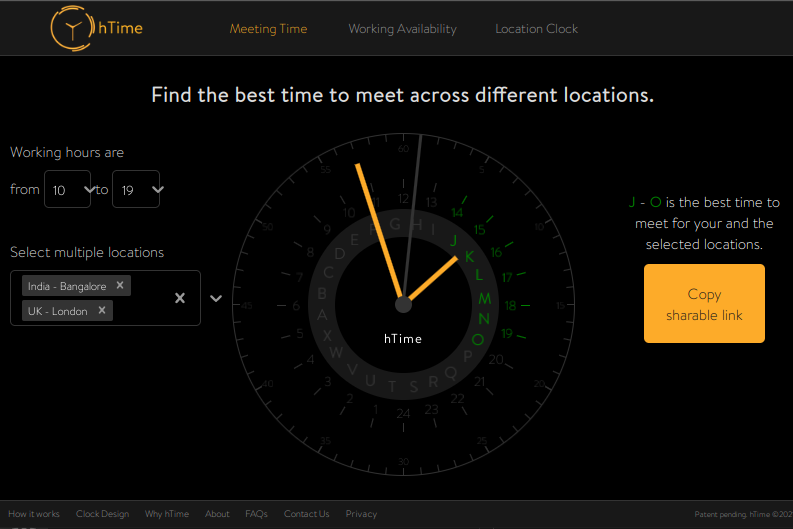 hTime
Meeting Time
Working Availability
Location Clock
Find the best time to meet across different locations.
Working hours are
from 10 to 19
Select multiple locations
India - Bangalore
UK - London
60
5
10
15
20
25
30
35
40
45
50
55
12
13
14
15
16
17
18
19
21
22
23
24
1
2
3
4
5
6
7
8
9
10
G
H
I
J
K
L
M
N
O
P
Q
R
S
T
U
V
W
X
A
B
C
D
E
F
hTime
J - O is the best time to
meet for your and the
selected locations.
Copy
sharable link
How it works
Clock Design
Why hTime
About
FAQs
Contact Us
Privacy
Patent pending, hTime ©202